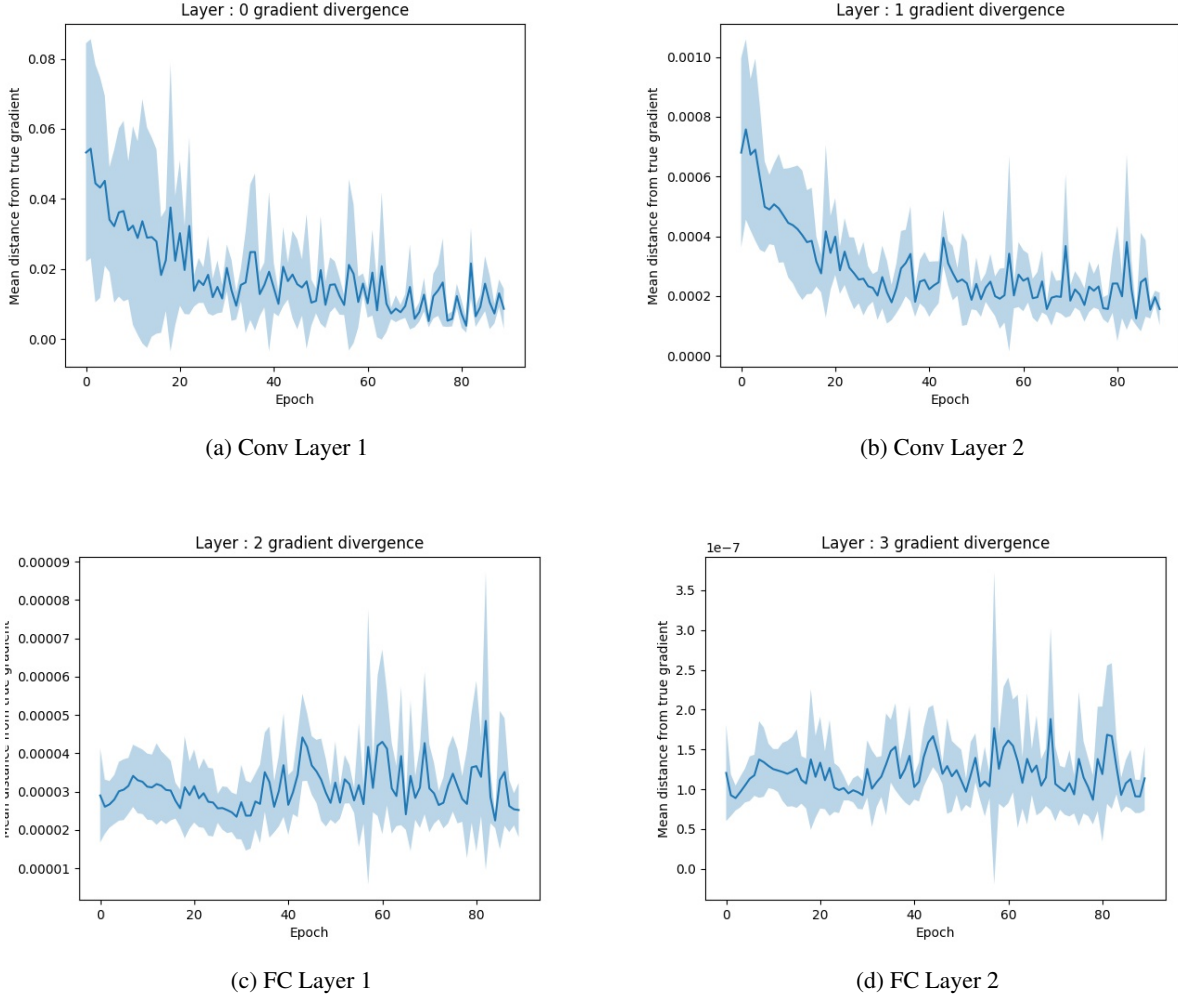 Layer : 0 gradient divergence
Mean distance from true gradient
0.08
0.06
0.04
0.02
0.00
0 20 40 60 80
Epoch
(a) Conv Layer 1
Layer : 1 gradient divergence
Mean distance from true gradient
0.0010
0.0008
0.0006
0.0004
0.0002
0.0000
0 20 40 60 80
Epoch
(b) Conv Layer 2
Layer : 2 gradient divergence
Mean distance from true gradient
0.00009
0.00008
0.00007
0.00006
0.00005
0.00004
0.00003
0.00002
0.00001
0 20 40 60 80
Epoch
(c) FC Layer 1
Layer : 3 gradient divergence
1e−7
Mean distance from true gradient
3.5
3.0
2.5
2.0
1.5
1.0
0.5
0.0
0 20 40 60 80
Epoch
(d) FC Layer 2